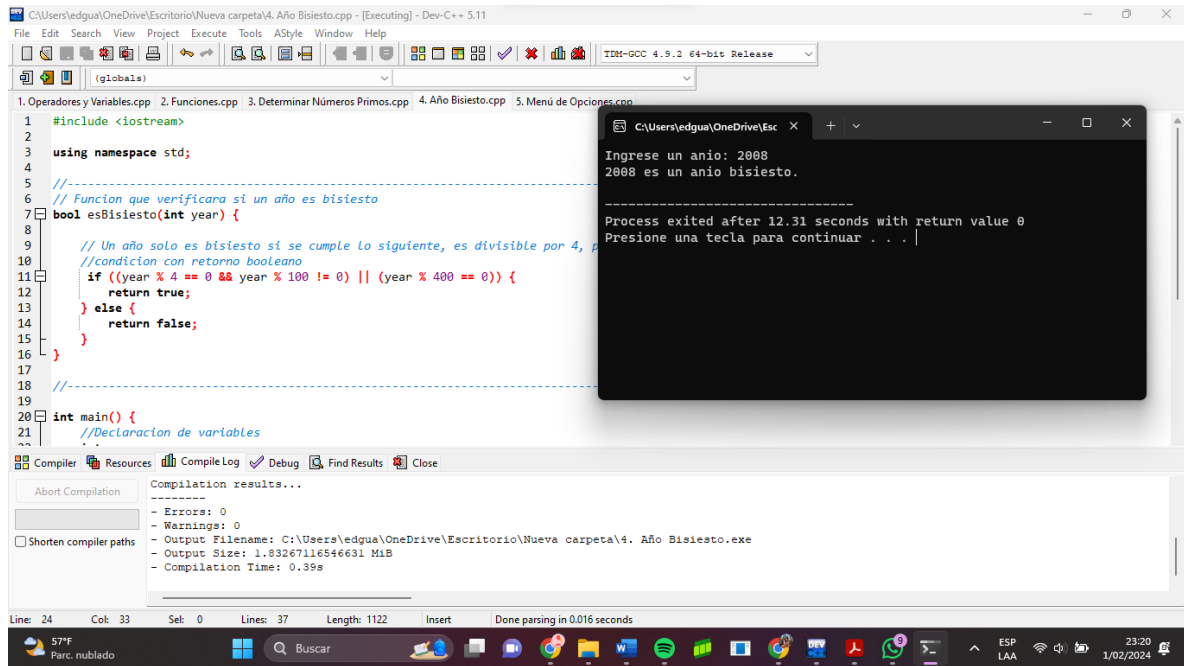 C:\Users\edgua\OneDrive\Escritorio\Nueva carpeta\4. Año Bisiesto.cpp - [Executing] - Dev-C++ 5.11
File Edit Search View Project Execute Tools AStyle Window Help
TDM-GCC 4.9.2 64-bit Release
(globals)
1. Operadores y Variables.cpp 2. Funciones.cpp 3. Determinar Números Primos.cpp 4. Año Bisiesto.cpp 5. Menú de Opciones.cpp
1 #include <iostream>
2
3 using namespace std;
4
5 //------------------------------------------------------------------------------
6 // Funcion que verificara si un año es bisiesto
7 bool esBisiesto(int year) {
8
9 // Un año solo es bisiesto si se cumple lo siguiente, es divisible por 4, p
10 //condicion con retorno booleano
11 if ((year % 4 == 0 && year % 100 != 0) || (year % 400 == 0)) {
12 return true;
13 } else {
14 return false;
15 }
16 }
17
18 //------------------------------------------------------------------------------
19
20 int main() {
21 //Declaracion de variables
C:\Users\edgua\OneDrive\Esc
Ingrese un anio: 2008
2008 es un anio bisiesto.
--------------------------------
Process exited after 12.31 seconds with return value 0
Presione una tecla para continuar . . .
Compiler Resources Compile Log Debug Find Results Close
Abort Compilation
Shorten compiler paths
Compilation results...
--------
- Errors: 0
- Warnings: 0
- Output Filename: C:\Users\edgua\OneDrive\Escritorio\Nueva carpeta\4. Año Bisiesto.exe
- Output Size: 1.83267116546631 MiB
- Compilation Time: 0.39s
Line: 24 Col: 33 Sel: 0 Lines: 37 Length: 1122 Insert Done parsing in 0.016 seconds
57°F
Parc. nublado
Buscar
9
ESP
LAA
23:20
1/02/2024